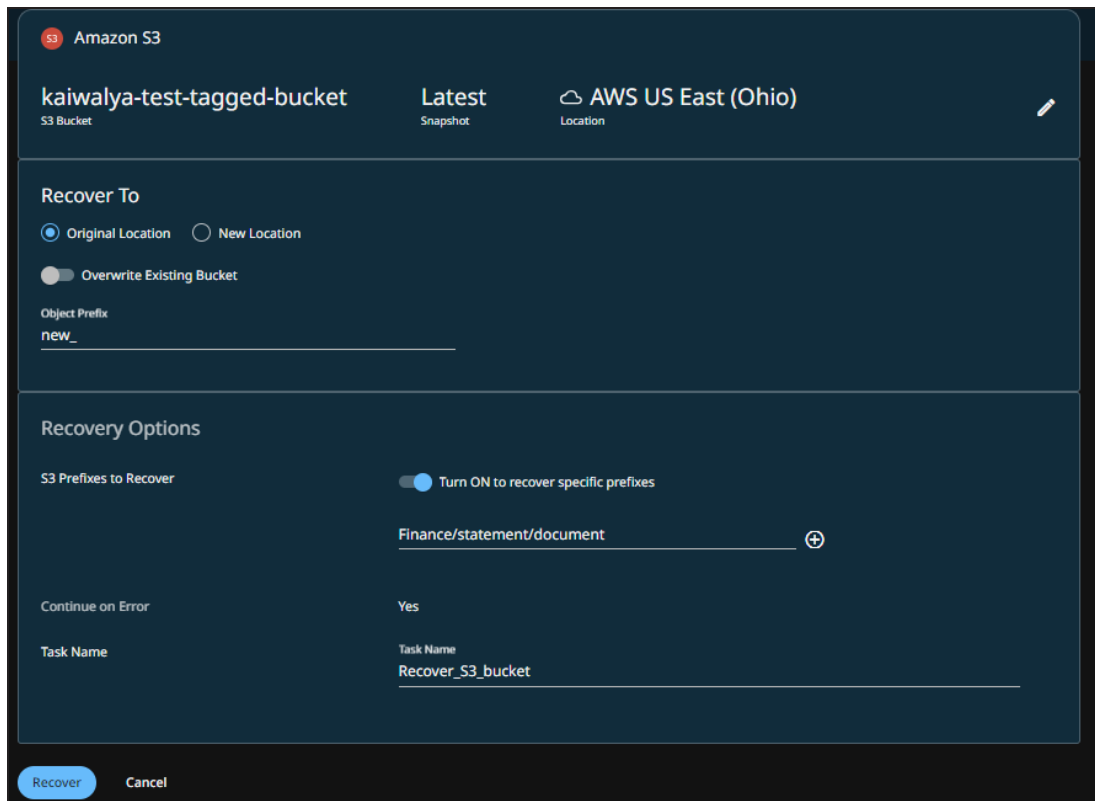 S3 Amazon S3
kaiwalya-test-tagged-bucket Latest AWS US East (Ohio)
S3 Bucket Snapshot Location
Recover To
Original Location New Location
Overwrite Existing Bucket
Object Prefix
new_
Recovery Options
S3 Prefixes to Recover Turn ON to recover specific prefixes
Finance/statement/document
Continue on Error Yes
Task Name Task Name
Recover_S3_bucket
Recover Cancel